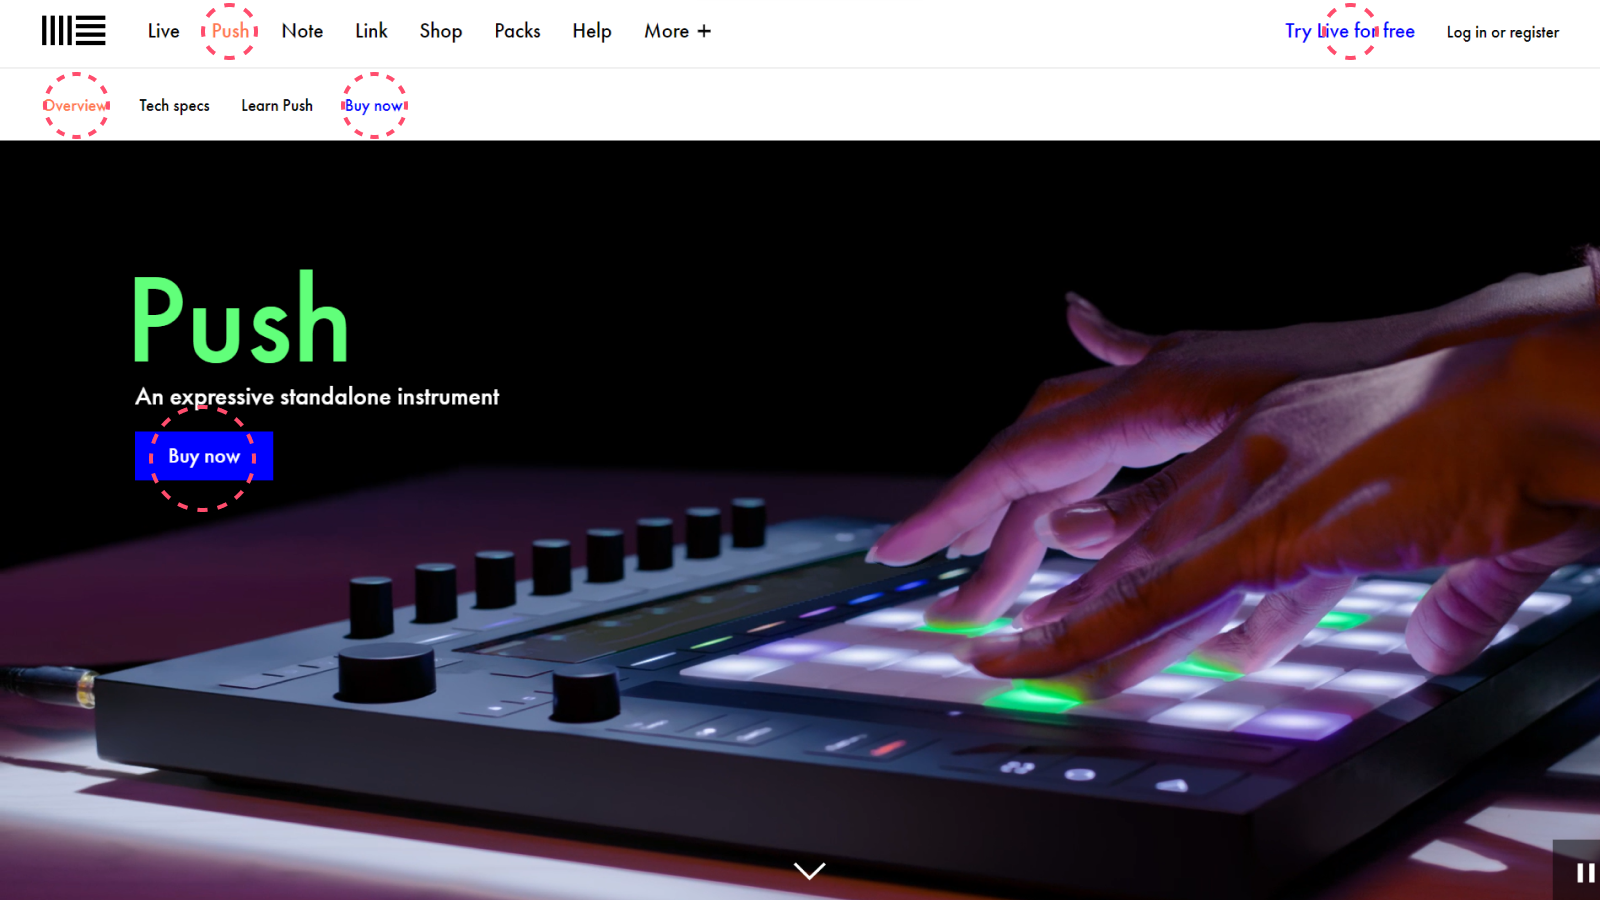 Live Push Note Link Shop Packs Help More + Try Live for free Log in or register
Overview Tech specs Learn Push Buy now
Push
An expressive standalone instrument
Buy now